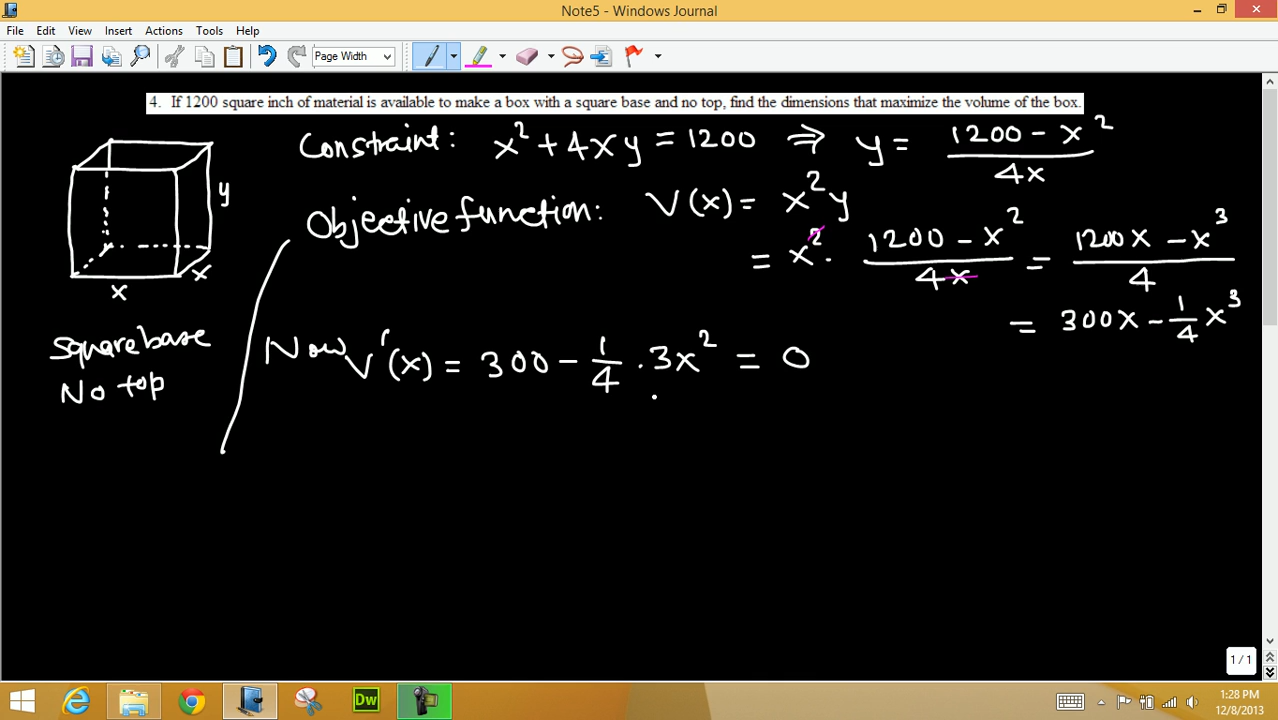 Note5 - Windows Journal
File Edit View Insert Actions Tools Help
Page Width
4. If 1200 square inch of material is available to make a box with a square base and no top, find the dimensions that maximize the volume of the box.
Constraint: x² + 4xy = 1200 ⇒ y = (1200 - x²)/(4x)
Objective function: V(x) = x²y
= x² · (1200 - x²)/(4x) = (1200x - x³)/4
= 300x - 1/4 x³
y
x
x
square base
No top
Now V'(x) = 300 - 1/4 · 3x² = 0
1 / 1
Dw
1:28 PM
12/8/2013